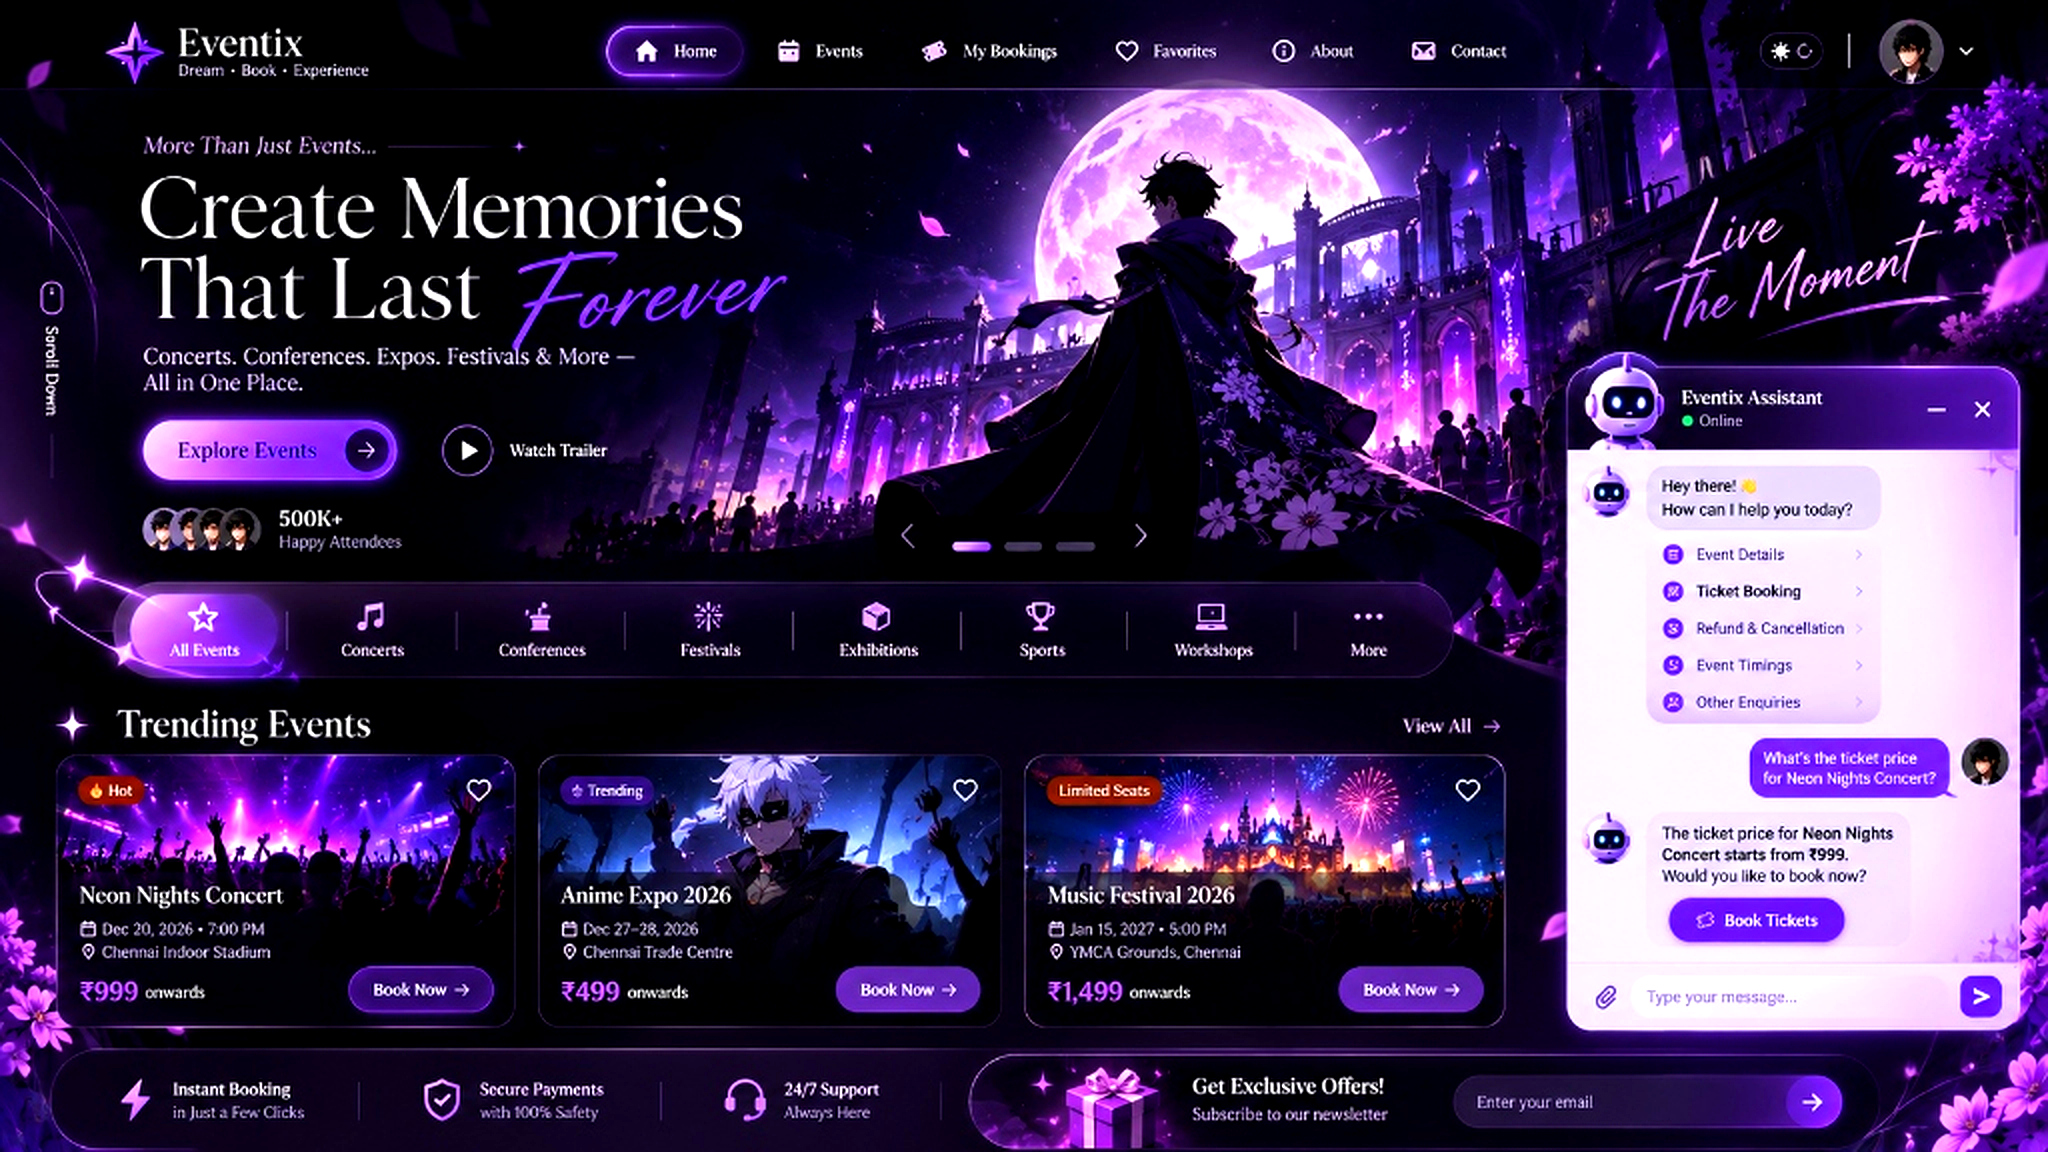 Eventix
Dream • Book • Experience
Home
Events
My Bookings
Favorites
About
Contact
More Than Just Events...
Create Memories
That Last Forever
Concerts. Conferences. Expos. Festivals & More —
All in One Place.
Explore Events
Watch Trailer
500K+
Happy Attendees
Scroll Down
Live
The Moment
All Events
Concerts
Conferences
Festivals
Exhibitions
Sports
Workshops
More
Trending Events
View All
Hot
Neon Nights Concert
Dec 20, 2026 • 7:00 PM
Chennai Indoor Stadium
₹999 onwards
Book Now
Trending
Anime Expo 2026
Dec 27–28, 2026
Chennai Trade Centre
₹499 onwards
Book Now
Limited Seats
Music Festival 2026
Jan 15, 2027 • 5:00 PM
YMCA Grounds, Chennai
₹1,499 onwards
Book Now
Eventix Assistant
Online
Hey there! 👋
How can I help you today?
Event Details
Ticket Booking
Refund & Cancellation
Event Timings
Other Enquiries
What's the ticket price
for Neon Nights Concert?
The ticket price for Neon Nights
Concert starts from ₹999.
Would you like to book now?
Book Tickets
Type your message...
Instant Booking
in Just a Few Clicks
Secure Payments
with 100% Safety
24/7 Support
Always Here
Get Exclusive Offers!
Subscribe to our newsletter
Enter your email